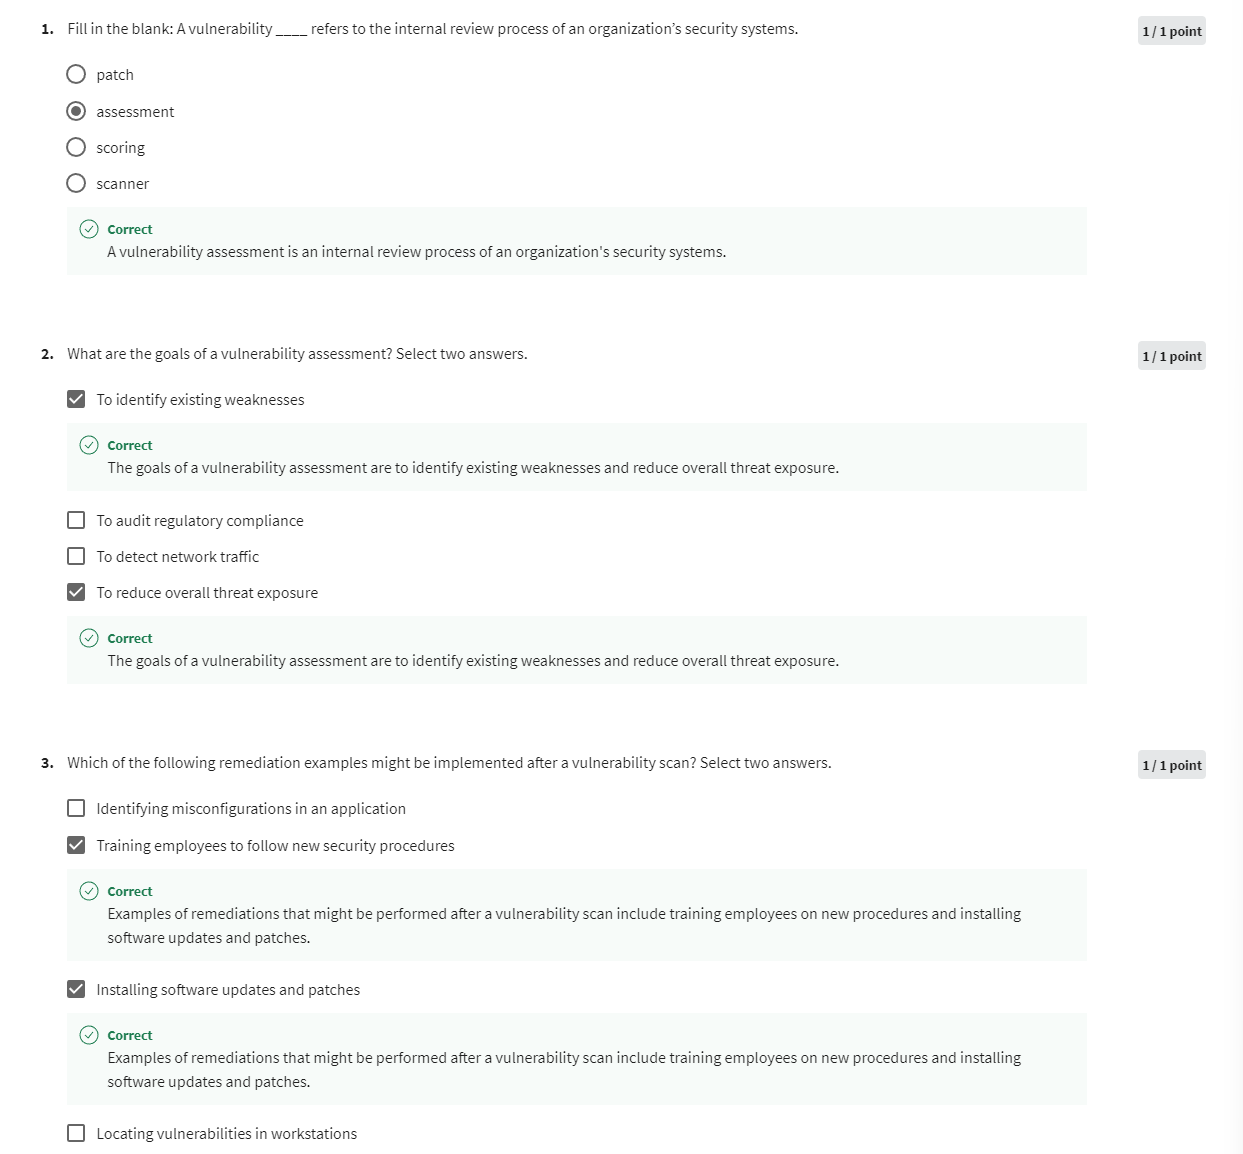 1. Fill in the blank: A vulnerability ____ refers to the internal review process of an organization’s security systems.
1 / 1 point
patch
assessment
scoring
scanner
Correct
A vulnerability assessment is an internal review process of an organization's security systems.
2. What are the goals of a vulnerability assessment? Select two answers.
1 / 1 point
To identify existing weaknesses
Correct
The goals of a vulnerability assessment are to identify existing weaknesses and reduce overall threat exposure.
To audit regulatory compliance
To detect network traffic
To reduce overall threat exposure
Correct
The goals of a vulnerability assessment are to identify existing weaknesses and reduce overall threat exposure.
3. Which of the following remediation examples might be implemented after a vulnerability scan? Select two answers.
1 / 1 point
Identifying misconfigurations in an application
Training employees to follow new security procedures
Correct
Examples of remediations that might be performed after a vulnerability scan include training employees on new procedures and installing
software updates and patches.
Installing software updates and patches
Correct
Examples of remediations that might be performed after a vulnerability scan include training employees on new procedures and installing
software updates and patches.
Locating vulnerabilities in workstations